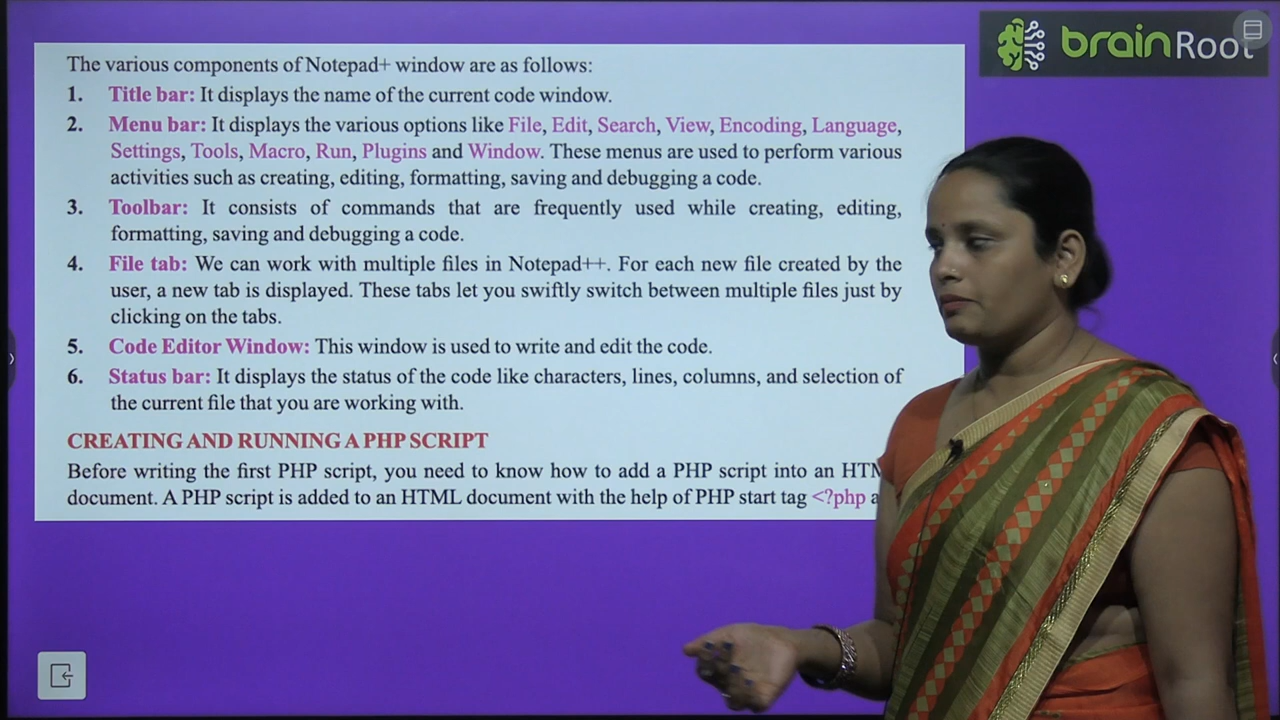 brainRoot
The various components of Notepad+ window are as follows:
1. Title bar: It displays the name of the current code window.
2. Menu bar: It displays the various options like File, Edit, Search, View, Encoding, Language,
Settings, Tools, Macro, Run, Plugins and Window. These menus are used to perform various
activities such as creating, editing, formatting, saving and debugging a code.
3. Toolbar: It consists of commands that are frequently used while creating, editing,
formatting, saving and debugging a code.
4. File tab: We can work with multiple files in Notepad++. For each new file created by the
user, a new tab is displayed. These tabs let you swiftly switch between multiple files just by
clicking on the tabs.
5. Code Editor Window: This window is used to write and edit the code.
6. Status bar: It displays the status of the code like characters, lines, columns, and selection of
the current file that you are working with.
CREATING AND RUNNING A PHP SCRIPT
Before writing the first PHP script, you need to know how to add a PHP script into an
document. A PHP script is added to an HTML document with the help of PHP start tag <?php